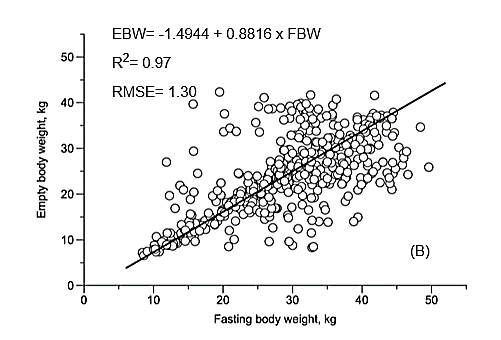 EBW= -1.4944 + 0.8816 x FBW
R²= 0.97
RMSE= 1.30
50
40
30
20
10
0
Empty body weight, kg
(B)
0 10 20 30 40 50
Fasting body weight, kg